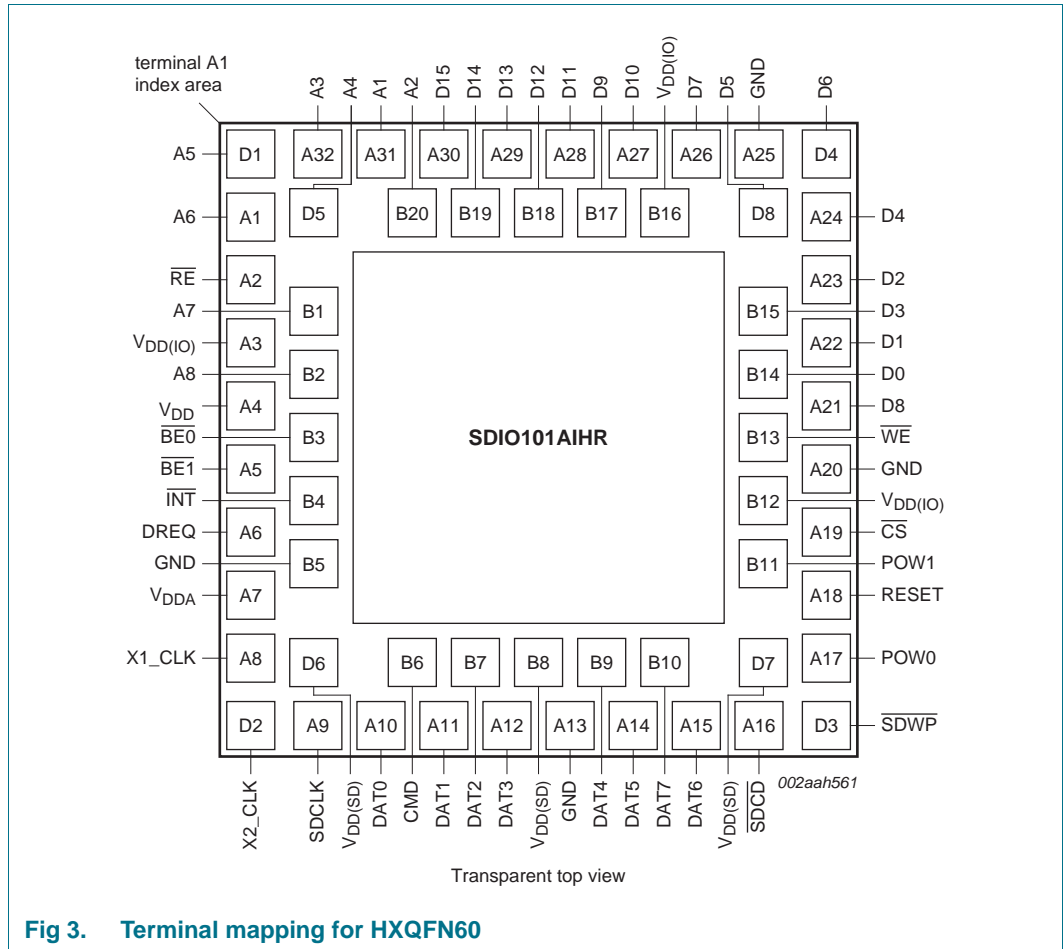 terminal A1
index area
A3 A4 A1 A2 D15 D14 D13 D12 D11 D9 D10 VDD(IO) D7 D5 GND D6
A5 D1 A32 A31 A30 A29 A28 A27 A26 A25 D4
D5 B20 B19 B18 B17 B16 D8
A6 A1 A24 D4
RE A2 A23 D2
A7 B1 B15 D3
VDD(IO) A3 A22 D1
A8 B2 B14 D0
VDD A4 A21 D8
BE0 B3 SDIO101AIHR B13 WE
BE1 A5 A20 GND
INT B4 B12 VDD(IO)
DREQ A6 A19 CS
GND B5 B11 POW1
VDDA A7 A18 RESET
X1_CLK A8 D6 B6 B7 B8 B9 B10 D7 A17 POW0
D2 A9 A10 A11 A12 A13 A14 A15 A16 D3 SDWP
X2_CLK SDCLK VDD(SD) DAT0 CMD DAT1 DAT2 DAT3 VDD(SD) GND DAT4 DAT5 DAT7 DAT6 VDD(SD) SDCD
002aah561
Transparent top view
Fig 3. Terminal mapping for HXQFN60